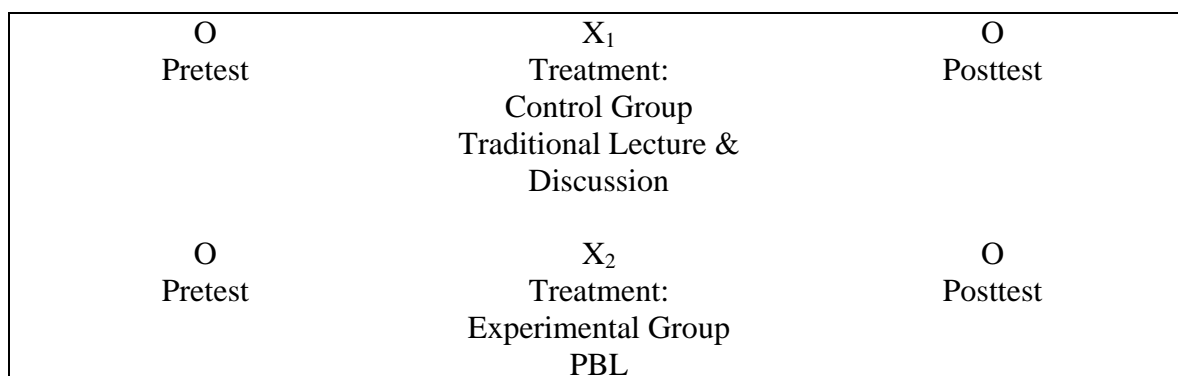 O X₁ O
Pretest Treatment: Posttest
Control Group
Traditional Lecture &
Discussion
O X₂ O
Pretest Treatment: Posttest
Experimental Group
PBL